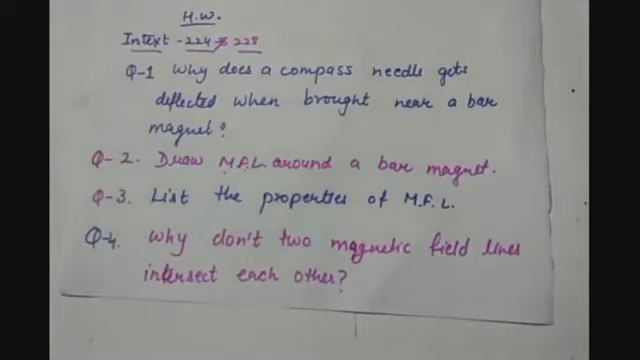 H.W.
Intext - 224 & 228
Q-1 Why does a compass needle gets
deflected when brought near a bar
magnet?
Q-2. Draw M.F.L around a bar magnet.
Q-3. List the properties of M.F.L.
Q-4. Why don't two magnetic field lines
intersect each other?